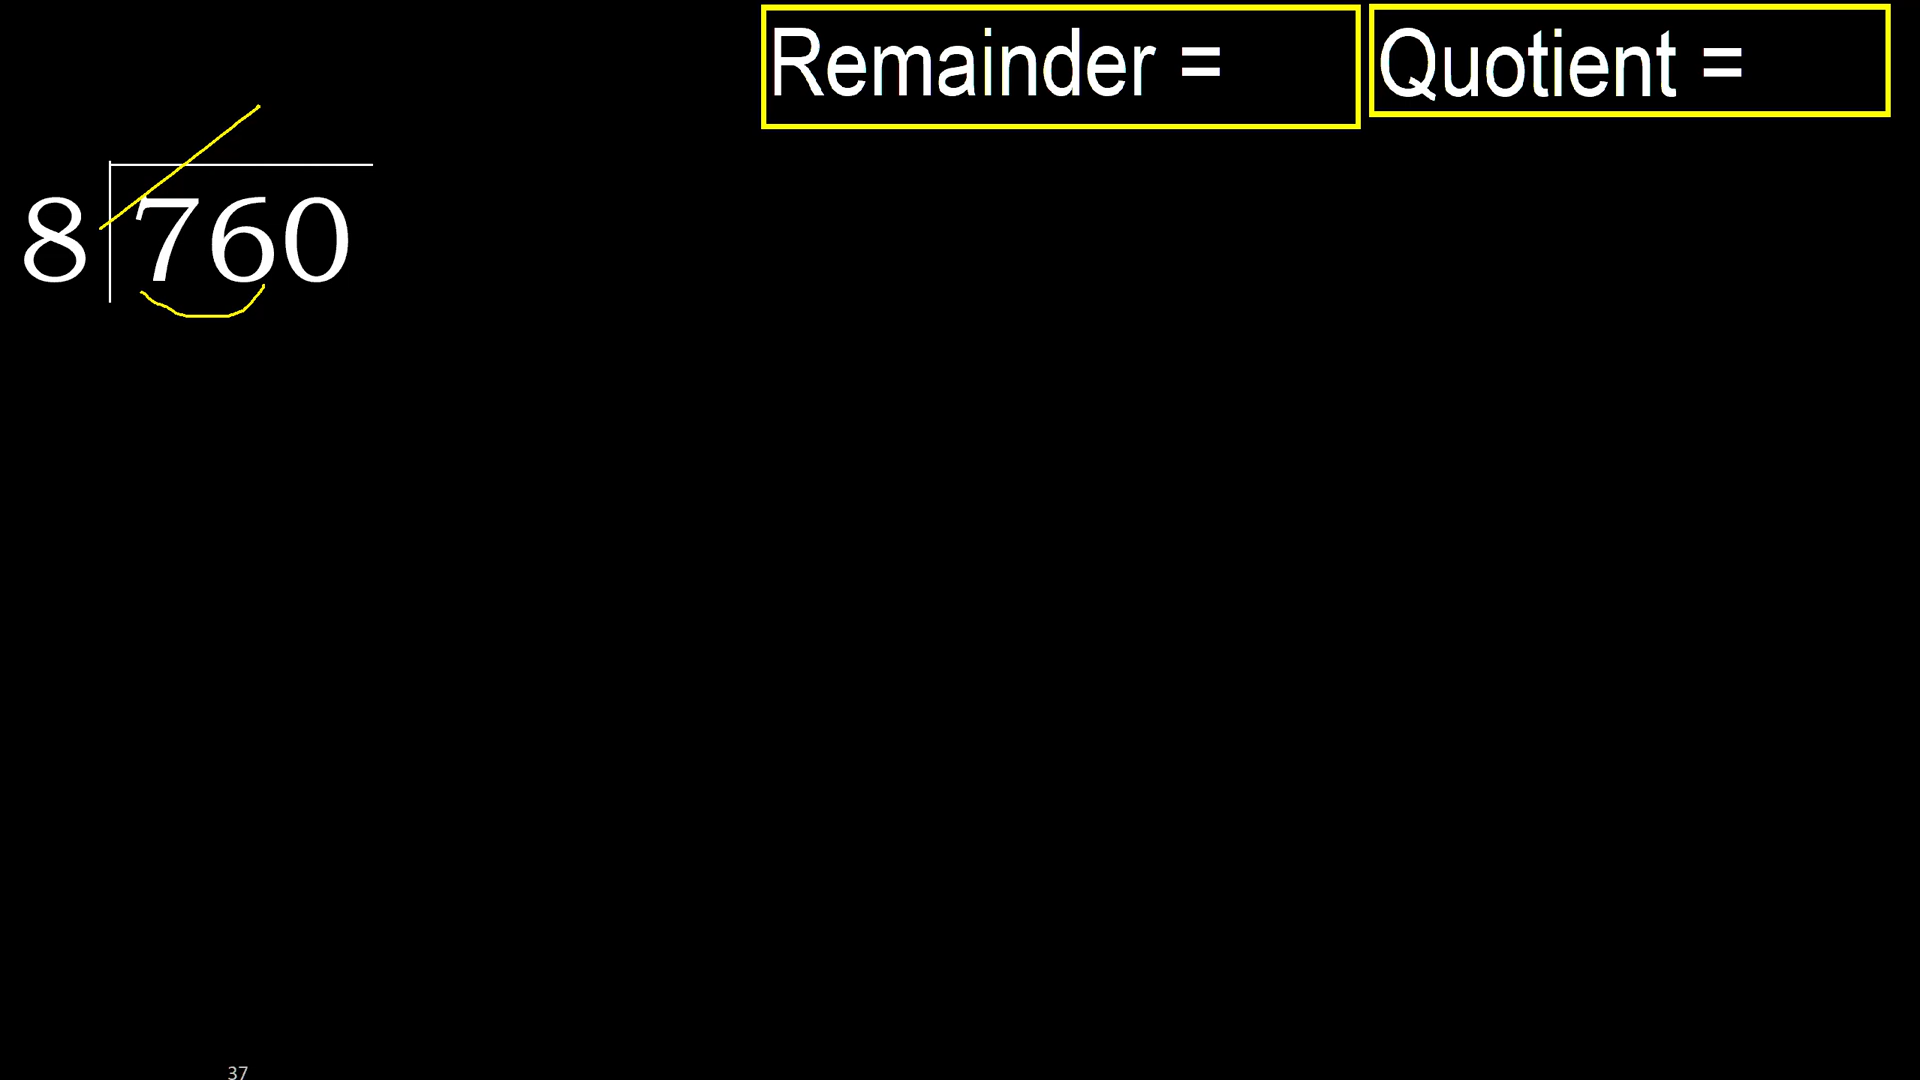 Remainder = Quotient =
8 760
37